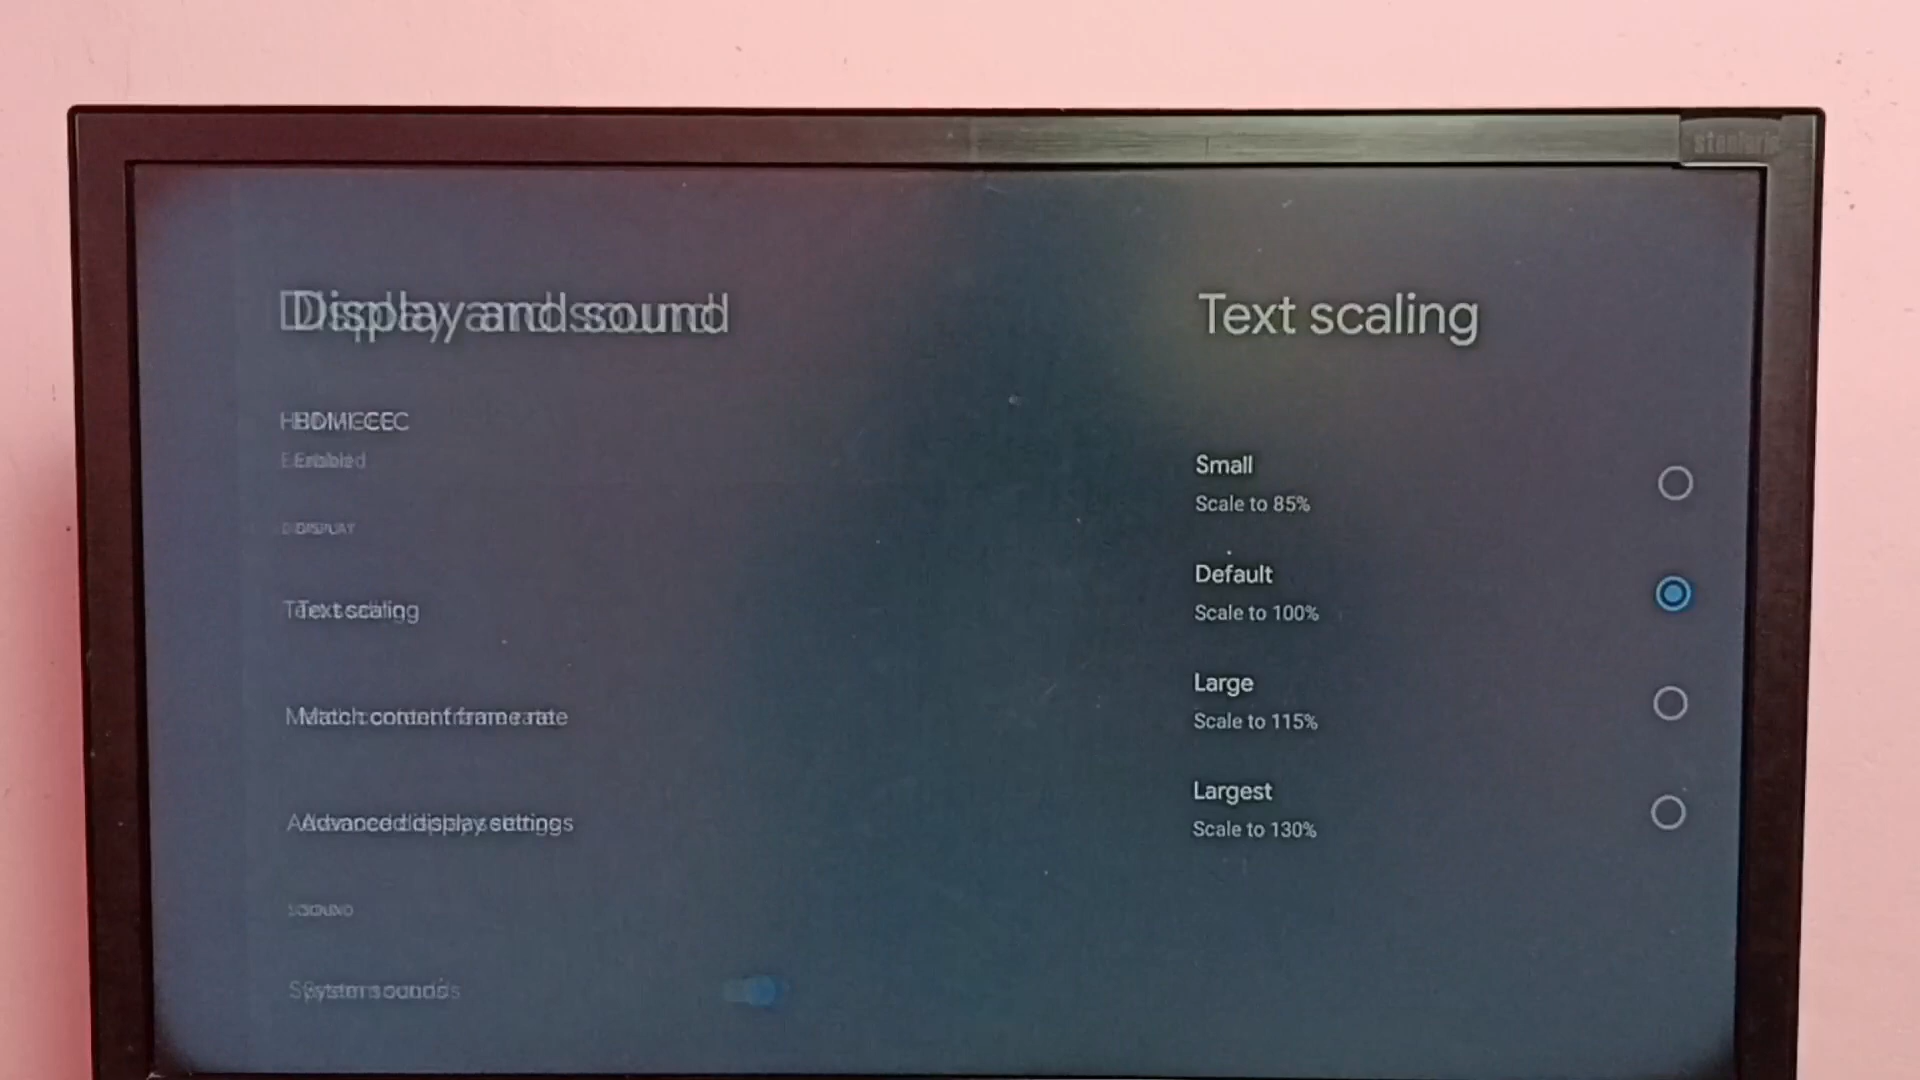 Display and sound
HDMI CEC
Enabled
DISPLAY
Text scaling
Match content frame rate
Advanced display settings
SOUND
System sounds
Text scaling
Small
Scale to 85%
Default
Scale to 100%
Large
Scale to 115%
Largest
Scale to 130%